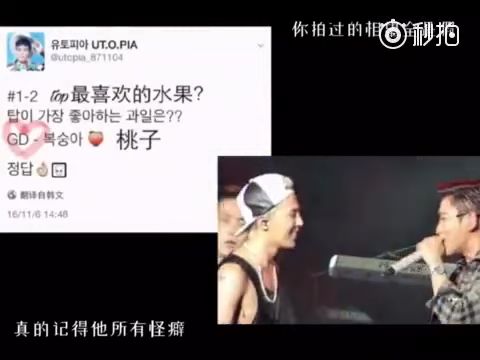 你拍过的相
秒拍
유토피아 UT.O.PIA
@utopia_871104
#1-2 top最喜欢的水果?
탑이 가장 좋아하는 과일은??
GD - 복숭아 🍑 桃子
정답👌🏻
翻译自韩文
16/11/6 14:48
真的记得他所有怪癖